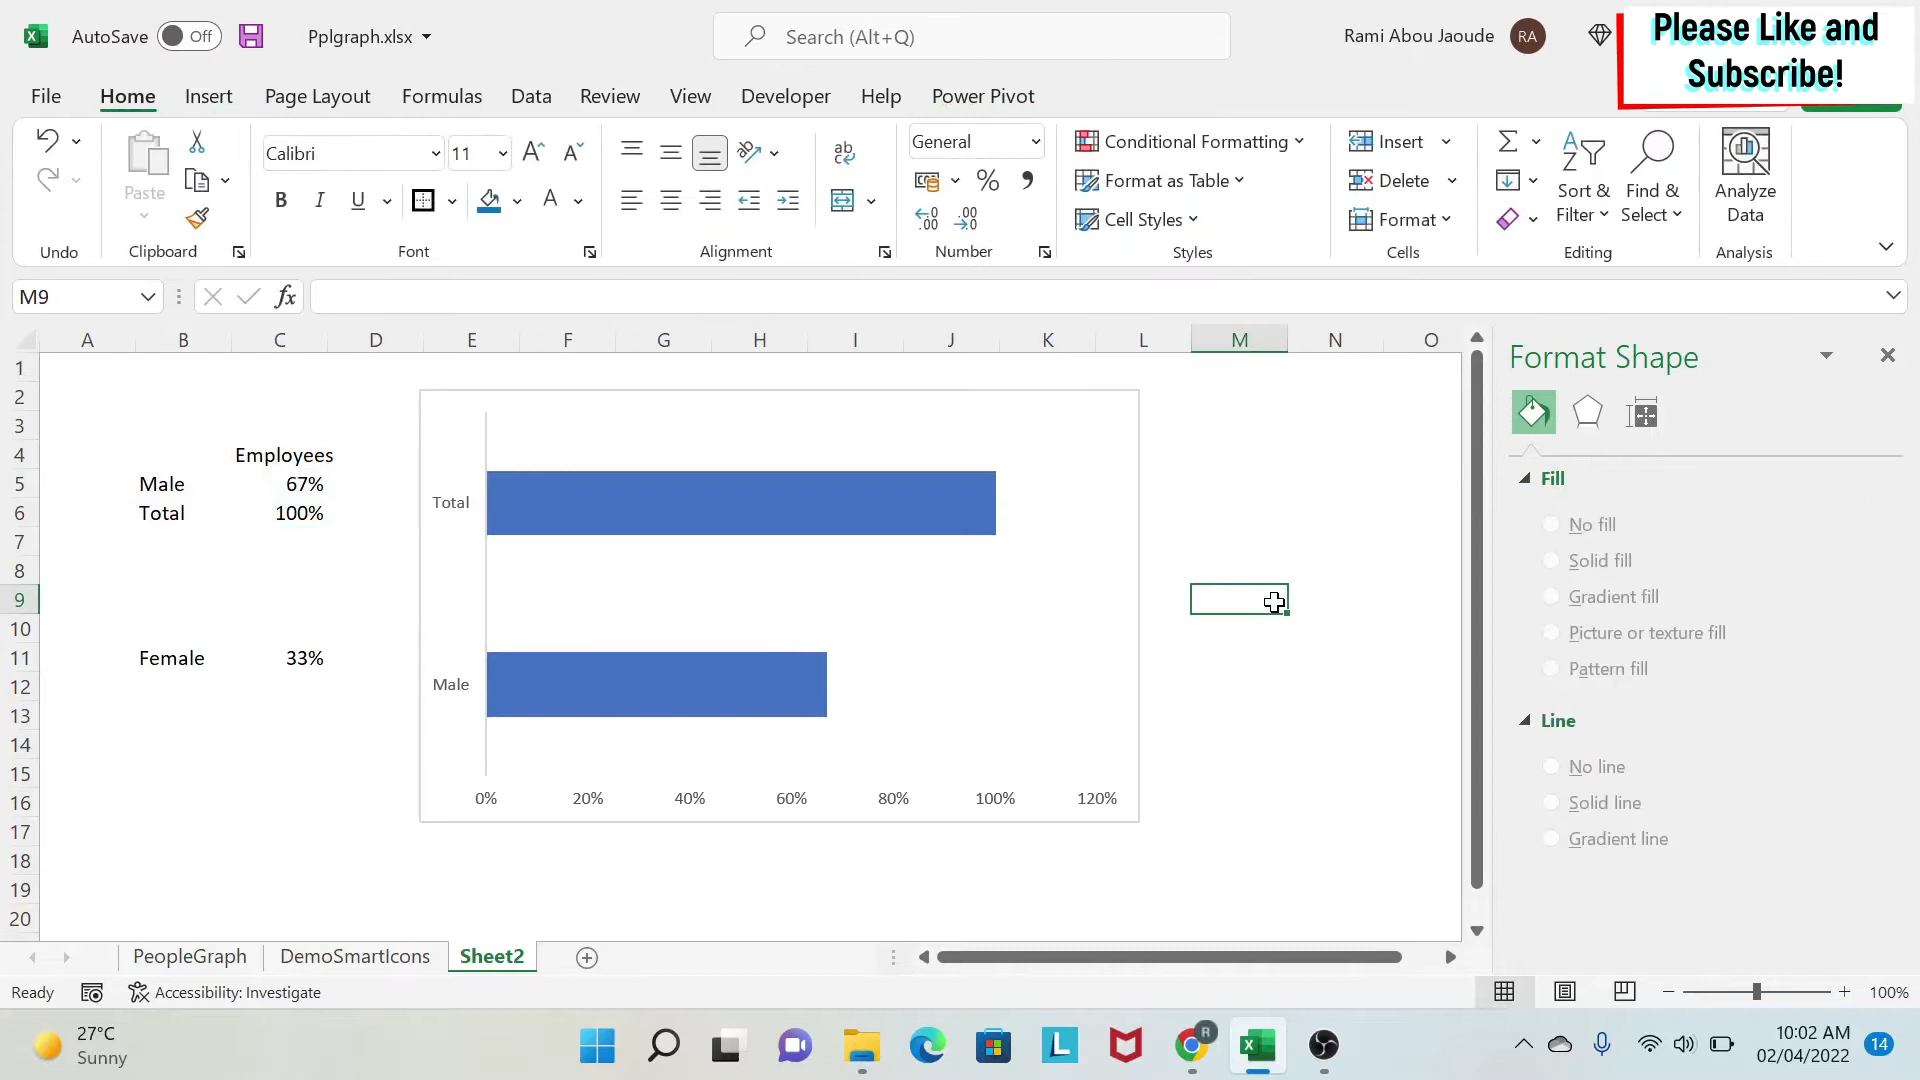 AutoSave Off Pplgraph.xlsx Search (Alt+Q) Rami Abou Jaoude RA
Please Like and
Subscribe!
File Home Insert Page Layout Formulas Data Review View Developer Help Power Pivot
Paste
Undo
Clipboard
Calibri 11
B I U A
Font
ab
Alignment
General
% ,
Number
Conditional Formatting
Format as Table
Cell Styles
Styles
Insert
Delete
Format
Cells
Sort &
Filter
Find &
Select
Editing
Analyze
Data
Analysis
M9 fx
A B C D E F G H I J K L M N O
1
2
3
4 Employees
5 Male 67%
6 Total 100%
7
8
9
10
11 Female 33%
12
13
14
15
16
17
18
19
20
Total
Male
0% 20% 40% 60% 80% 100% 120%
Format Shape
Fill
No fill
Solid fill
Gradient fill
Picture or texture fill
Pattern fill
Line
No line
Solid line
Gradient line
PeopleGraph DemoSmartIcons Sheet2
Ready Accessibility: Investigate 100%
27°C
Sunny
L R
10:02 AM
02/04/2022
14